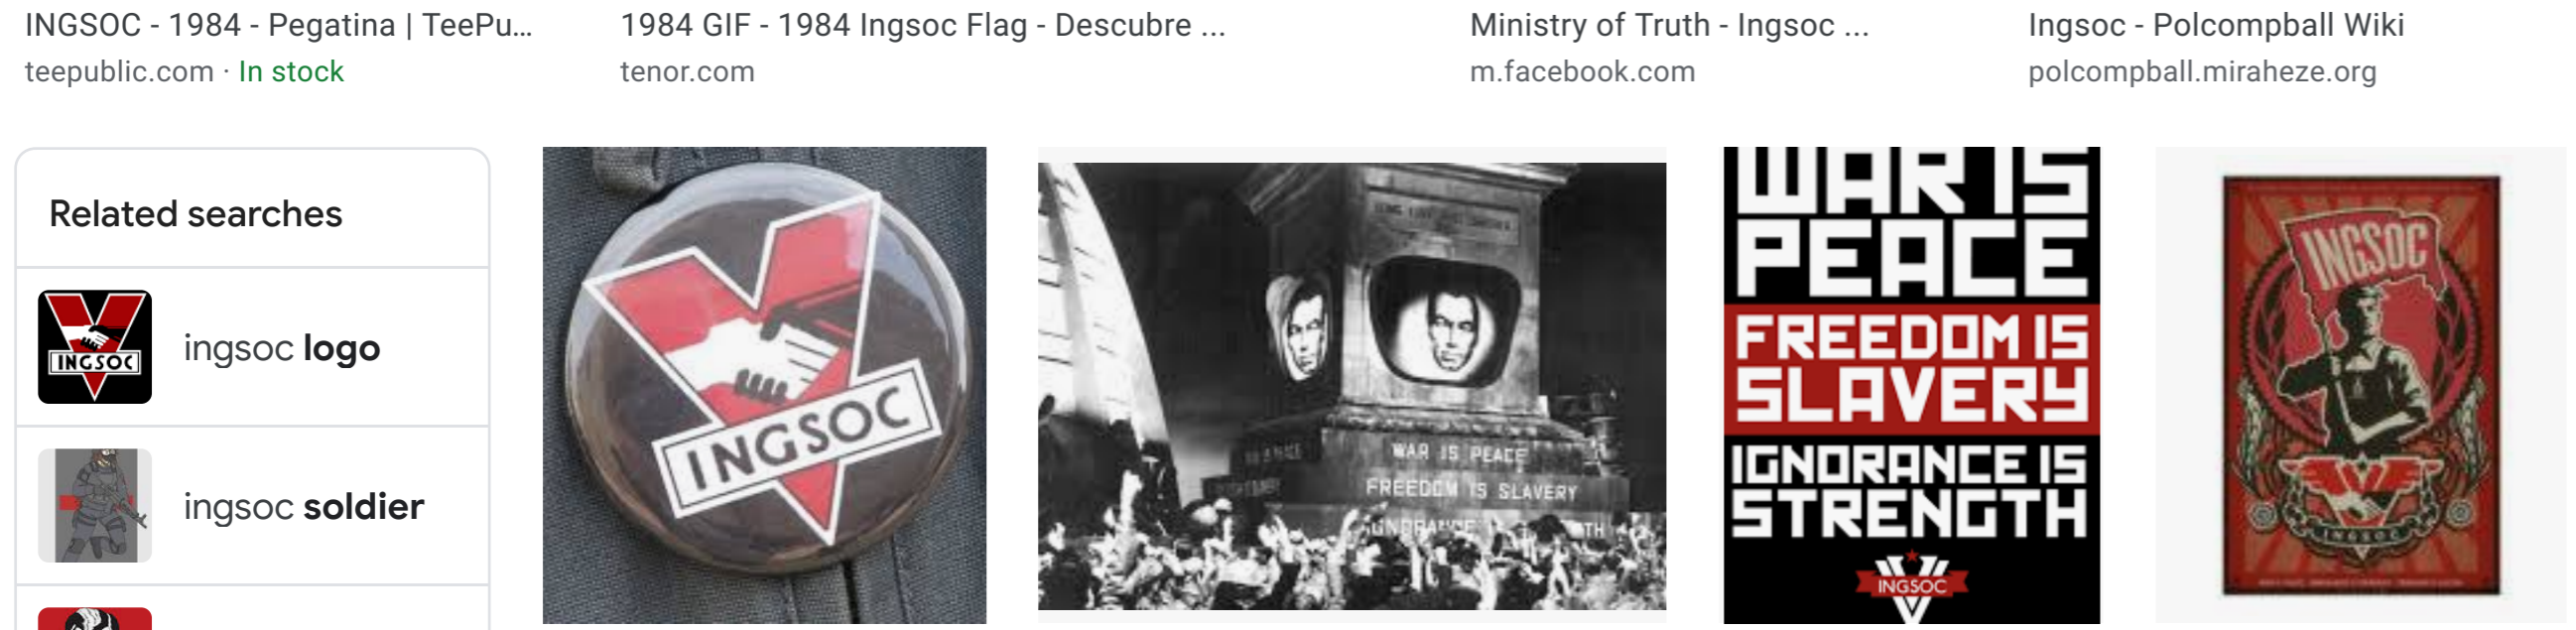 INGSOC - 1984 - Pegatina | TeePu...
teepublic.com · In stock
1984 GIF - 1984 Ingsoc Flag - Descubre ...
tenor.com
Ministry of Truth - Ingsoc ...
m.facebook.com
Ingsoc - Polcompball Wiki
polcompball.miraheze.org
Related searches
INGSOC
ingsoc logo
ingsoc soldier
INGSOC
WAR IS PEACE
FREEDOM IS SLAVERY
WAR IS
PEACE
FREEDOM IS
SLAVERY
IGNORANCE IS
STRENGTH
INGSOC
INGSOC
INGSOC